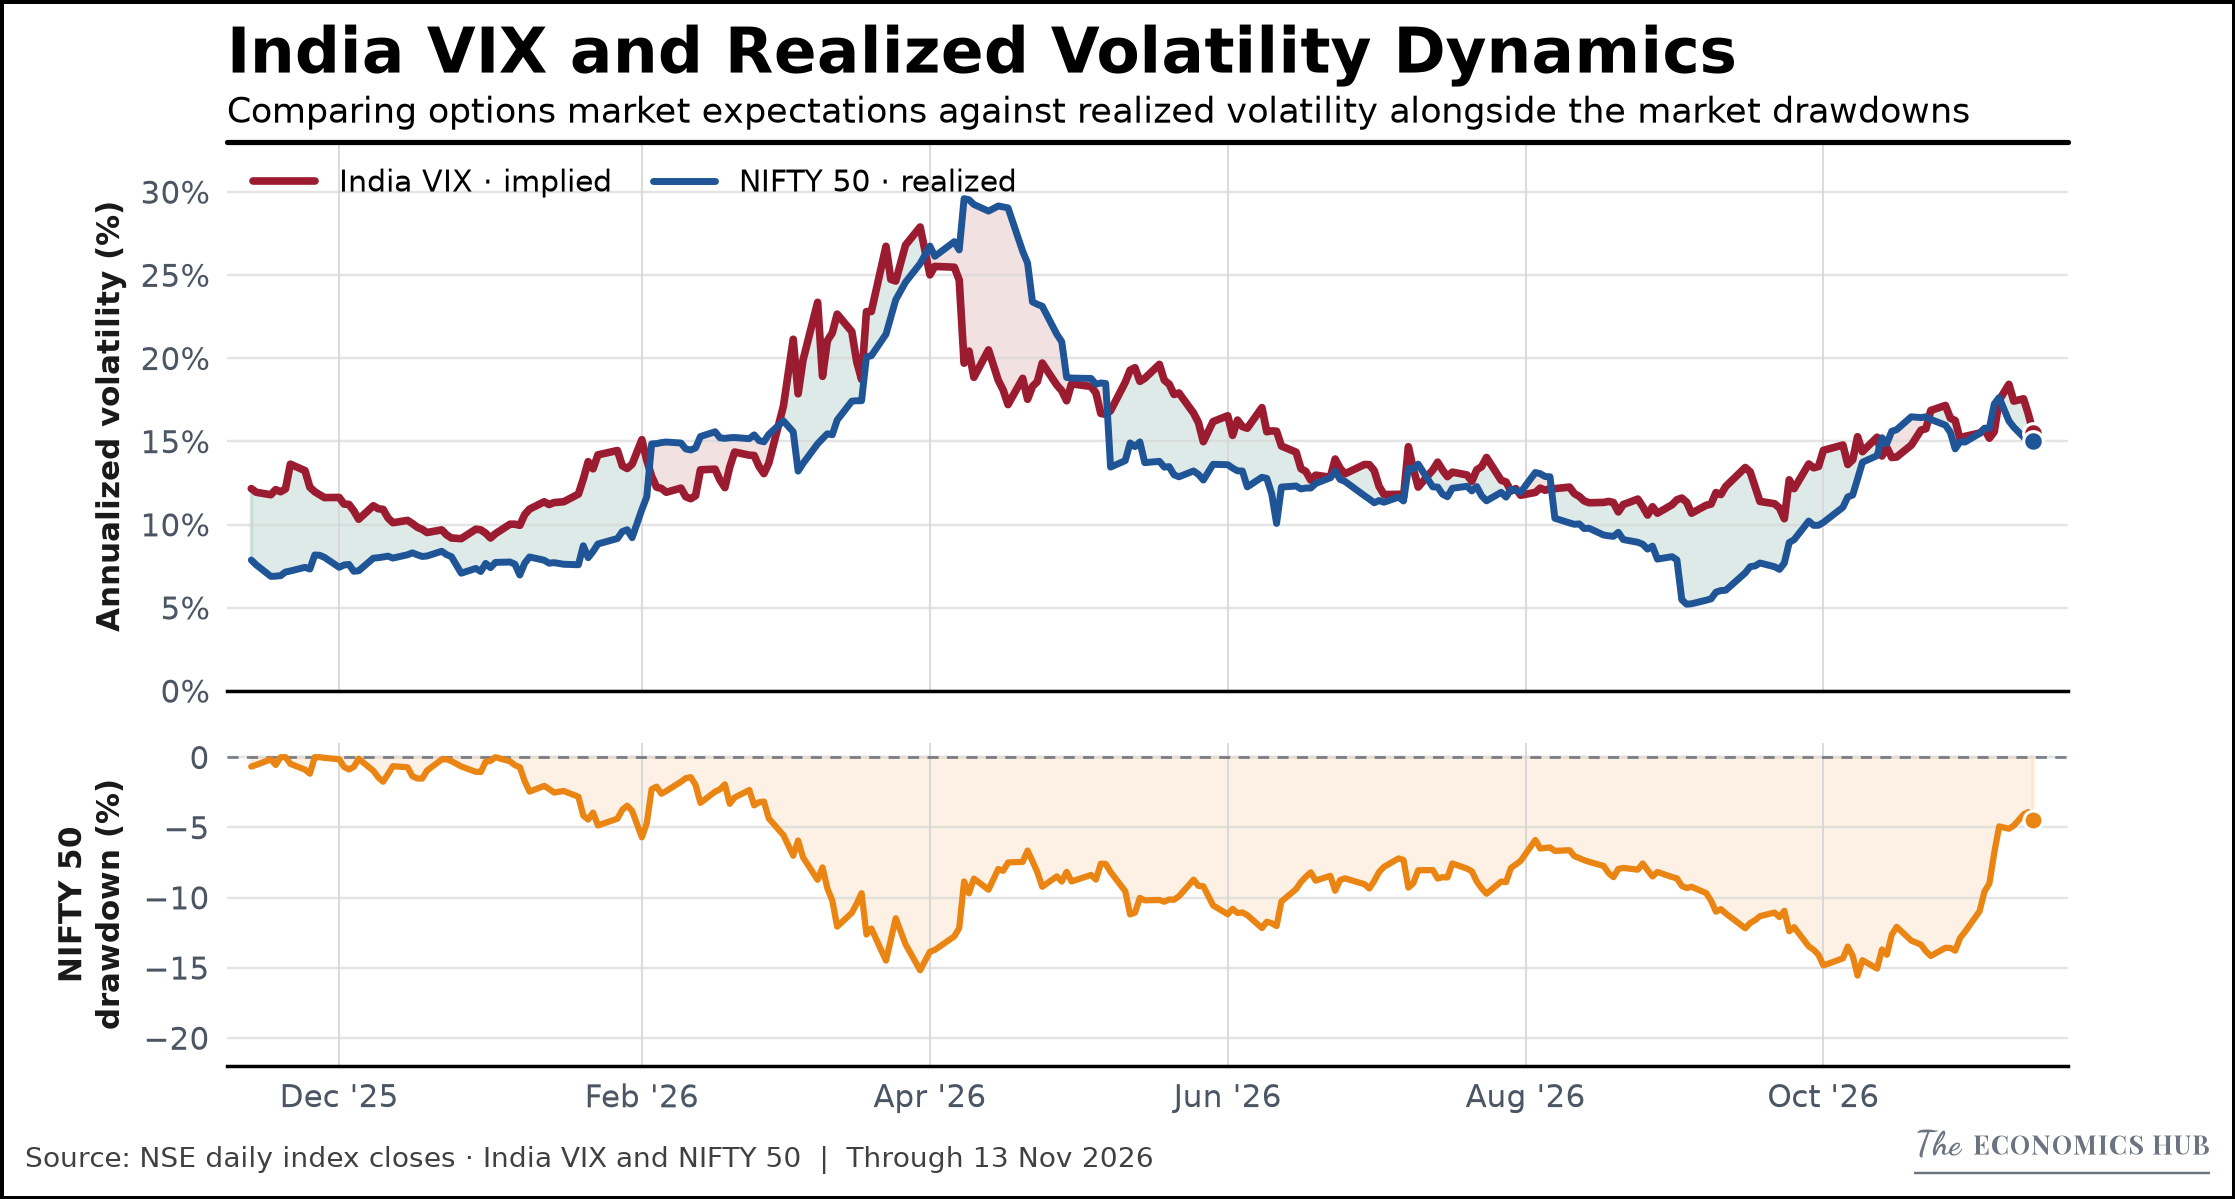 India VIX and Realized Volatility Dynamics
Comparing options market expectations against realized volatility alongside the market drawdowns
India VIX · implied
NIFTY 50 · realized
Annualized volatility (%)
30%
25%
20%
15%
10%
5%
0%
NIFTY 50
drawdown (%)
0
−5
−10
−15
−20
Dec '25
Feb '26
Apr '26
Jun '26
Aug '26
Oct '26
Source: NSE daily index closes · India VIX and NIFTY 50 | Through 13 Nov 2026
The ECONOMICS HUB